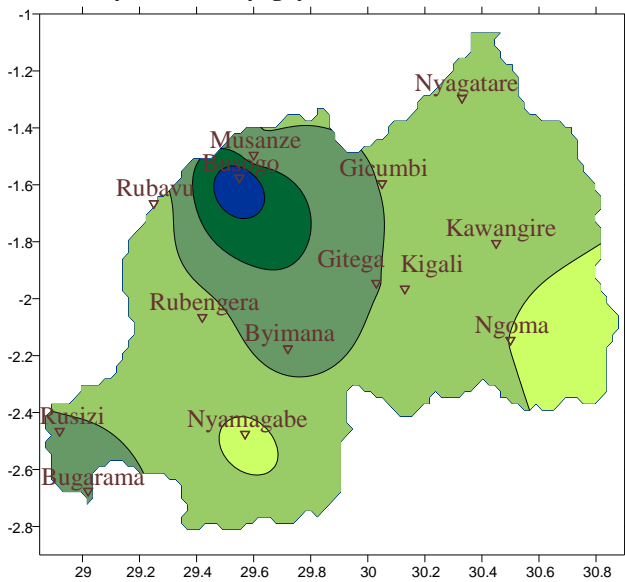 -1
-1.2
Nyagatare
-1.4
Musanze
Busogo
Gicumbi
-1.6
Rubavu
Kawangire
-1.8
Gitega
Kigali
-2
Rubengera
Ngoma
Byimana
-2.2
-2.4
Rusizi
Nyamagabe
-2.6
Bugarama
-2.8
29 29.2 29.4 29.6 29.8 30 30.2 30.4 30.6 30.8